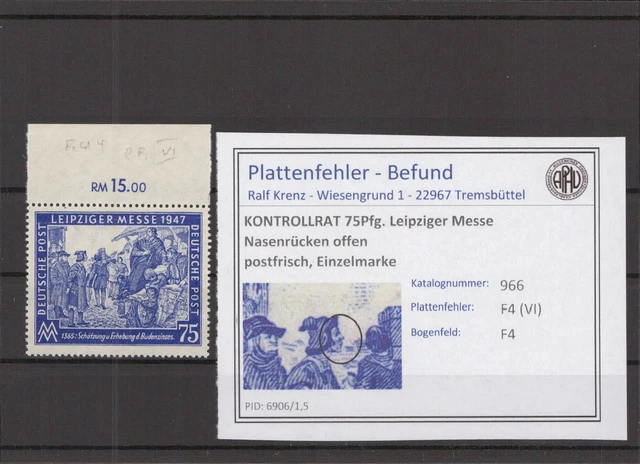 VI
RM 15.00
LEIPZIGER MESSE 1947
DEUTSCHE POST
DEUTSCHE POST
1365: Schätzung u. Erhebung d. Budenzinses.
75
Plattenfehler - Befund
Ralf Krenz - Wiesengrund 1 - 22967 Tremsbüttel
KONTROLLRAT 75Pfg. Leipziger Messe
Nasenrücken offen
postfrisch, Einzelmarke
Katalognummer: 966
Plattenfehler: F4 (VI)
Bogenfeld: F4
PID: 6906/1,5